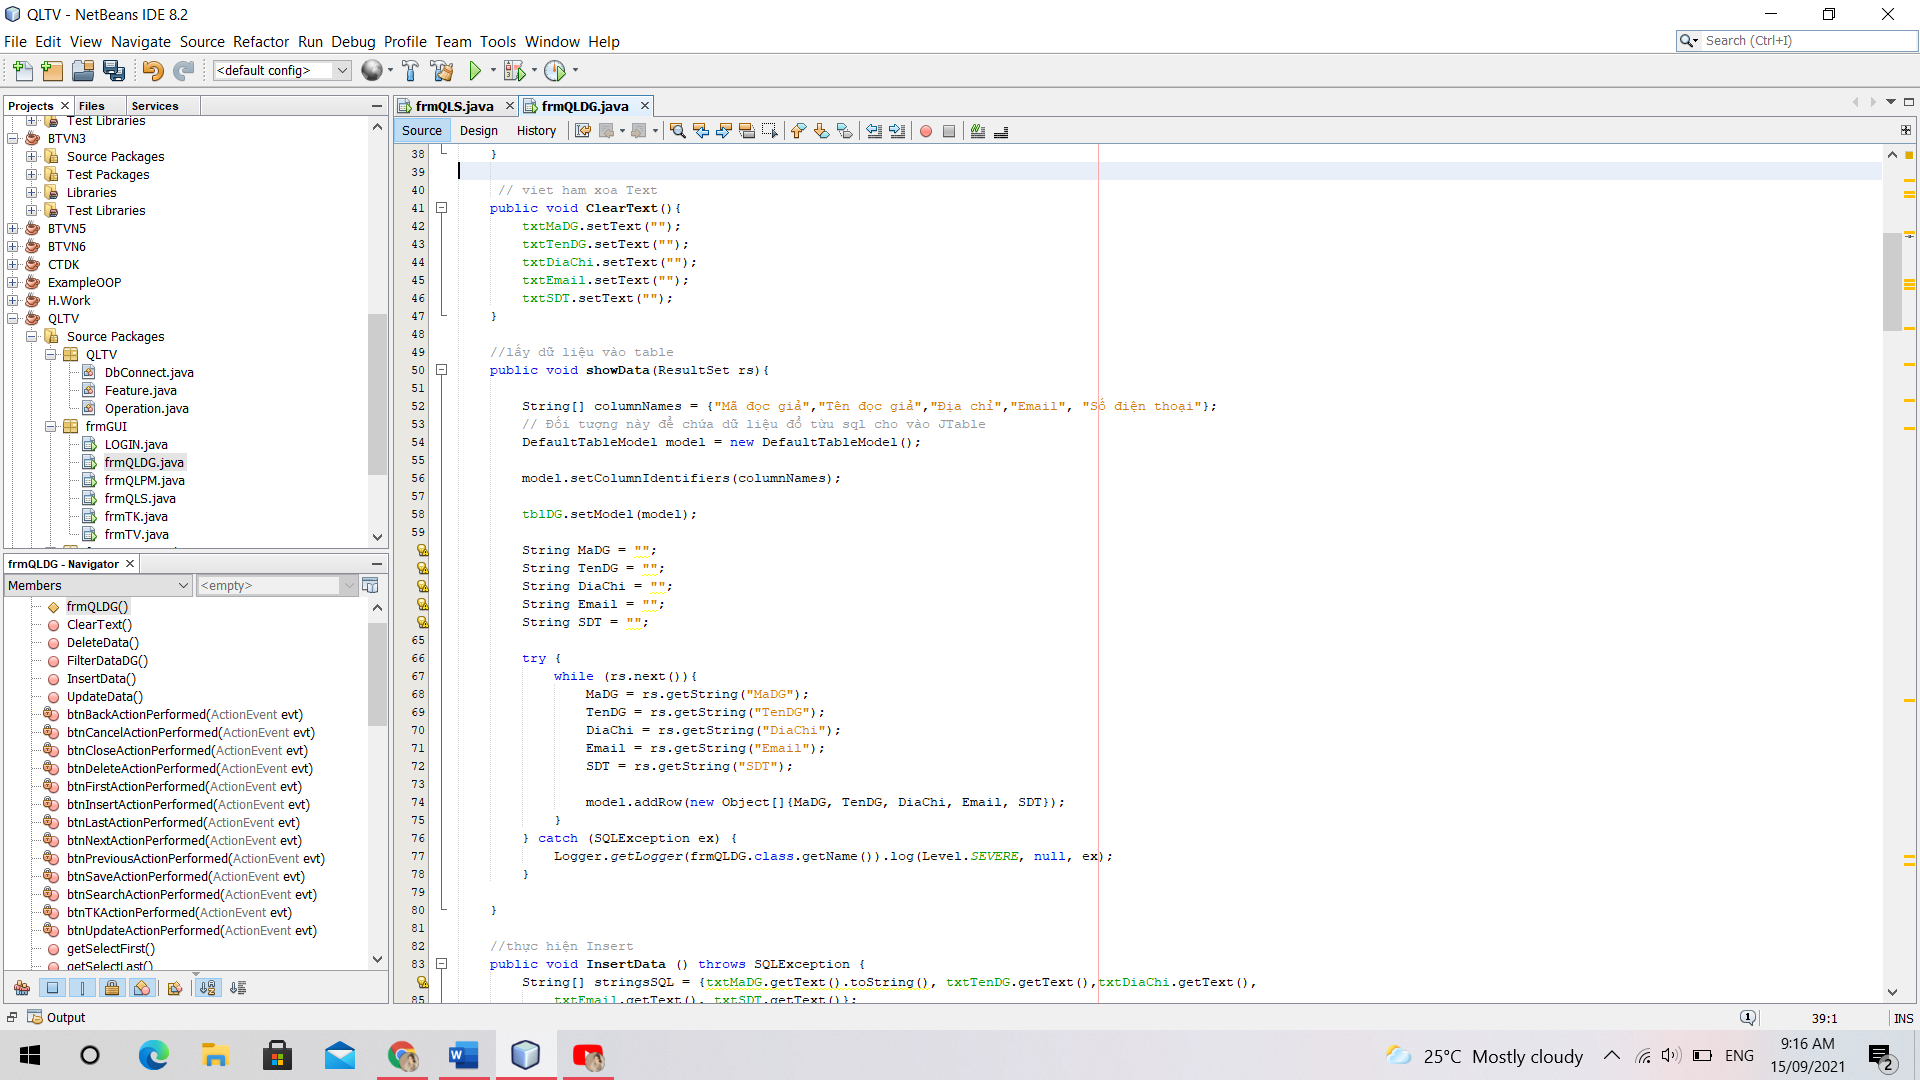 QLTV - NetBeans IDE 8.2
File Edit View Navigate Source Refactor Run Debug Profile Team Tools Window Help
Search (Ctrl+I)
<default config>
Projects Files Services
Test Libraries
BTVN3
Source Packages
Test Packages
Libraries
Test Libraries
BTVN5
BTVN6
CTDK
ExampleOOP
H.Work
QLTV
Source Packages
QLTV
DbConnect.java
Feature.java
Operation.java
frmGUI
LOGIN.java
frmQLDG.java
frmQLPM.java
frmQLS.java
frmTK.java
frmTV.java
frmQLDG - Navigator
Members <empty>
frmQLDG()
ClearText()
DeleteData()
FilterDataDG()
InsertData()
UpdateData()
btnBackActionPerformed(ActionEvent evt)
btnCancelActionPerformed(ActionEvent evt)
btnCloseActionPerformed(ActionEvent evt)
btnDeleteActionPerformed(ActionEvent evt)
btnFirstActionPerformed(ActionEvent evt)
btnInsertActionPerformed(ActionEvent evt)
btnLastActionPerformed(ActionEvent evt)
btnNextActionPerformed(ActionEvent evt)
btnPreviousActionPerformed(ActionEvent evt)
btnSaveActionPerformed(ActionEvent evt)
btnSearchActionPerformed(ActionEvent evt)
btnTKActionPerformed(ActionEvent evt)
btnUpdateActionPerformed(ActionEvent evt)
getSelectFirst()
getSelectLast()
frmQLS.java frmQLDG.java
Source Design History
38 }
39
40 // viet ham xoa Text
41 public void ClearText(){
42 txtMaDG.setText("");
43 txtTenDG.setText("");
44 txtDiaChi.setText("");
45 txtEmail.setText("");
46 txtSDT.setText("");
47 }
48
49 //lấy dữ liệu vào table
50 public void showData(ResultSet rs){
51
52 String[] columnNames = {"Mã đọc giả","Tên đọc giả","Địa chỉ","Email", "Số điện thoại"};
53 // Đối tượng này để chứa dữ liệu đổ từu sql cho vào JTable
54 DefaultTableModel model = new DefaultTableModel();
55
56 model.setColumnIdentifiers(columnNames);
57
58 tblDG.setModel(model);
59
String MaDG = "";
String TenDG = "";
String DiaChi = "";
String Email = "";
String SDT = "";
65
66 try {
67 while (rs.next()){
68 MaDG = rs.getString("MaDG");
69 TenDG = rs.getString("TenDG");
70 DiaChi = rs.getString("DiaChi");
71 Email = rs.getString("Email");
72 SDT = rs.getString("SDT");
73
74 model.addRow(new Object[]{MaDG, TenDG, DiaChi, Email, SDT});
75 }
76 } catch (SQLException ex) {
77 Logger.getLogger(frmQLDG.class.getName()).log(Level.SEVERE, null, ex);
78 }
79
80 }
81
82 //thực hiện Insert
83 public void InsertData () throws SQLException {
String[] stringsSQL = {txtMaDG.getText().toString(), txtTenDG.getText(),txtDiaChi.getText(),
85 txtEmail.getText(), txtSDT.getText()};
Output
1
39:1 INS
25°C Mostly cloudy
ENG
9:16 AM
15/09/2021
2